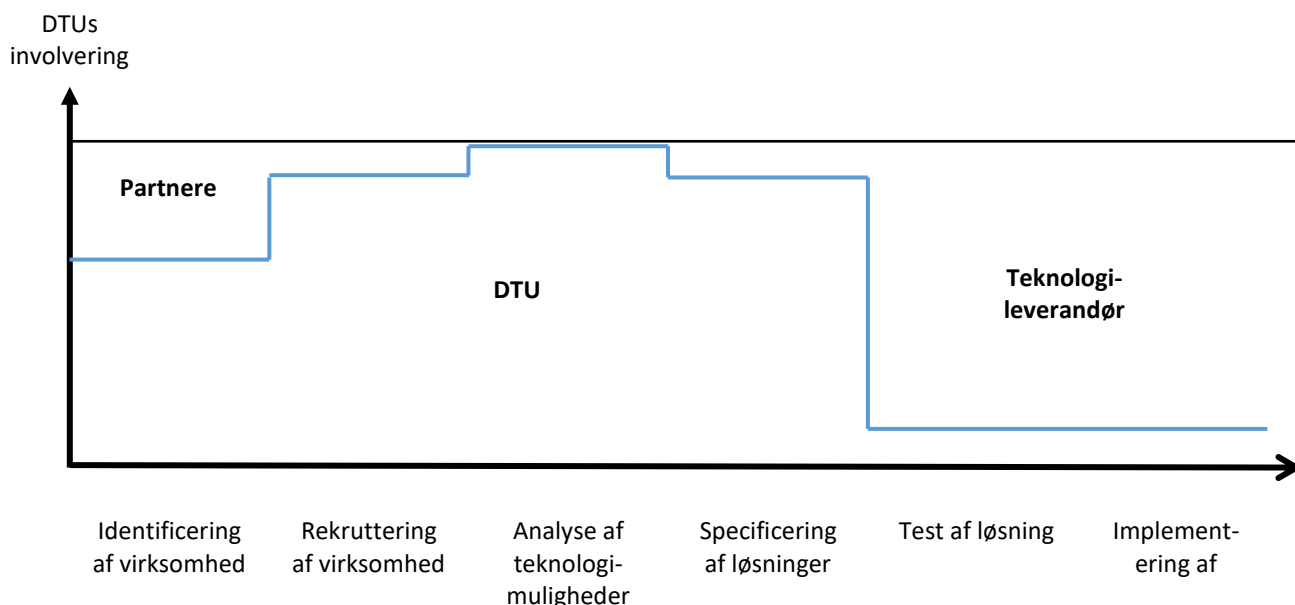 DTUs
involvering
Partnere
DTU
Teknologi-
leverandør
Identificering
af virksomhed
Rekruttering
af virksomhed
Analyse af
teknologi-
muligheder
Specificering
af løsninger
Test af løsning
Implement-
ering af